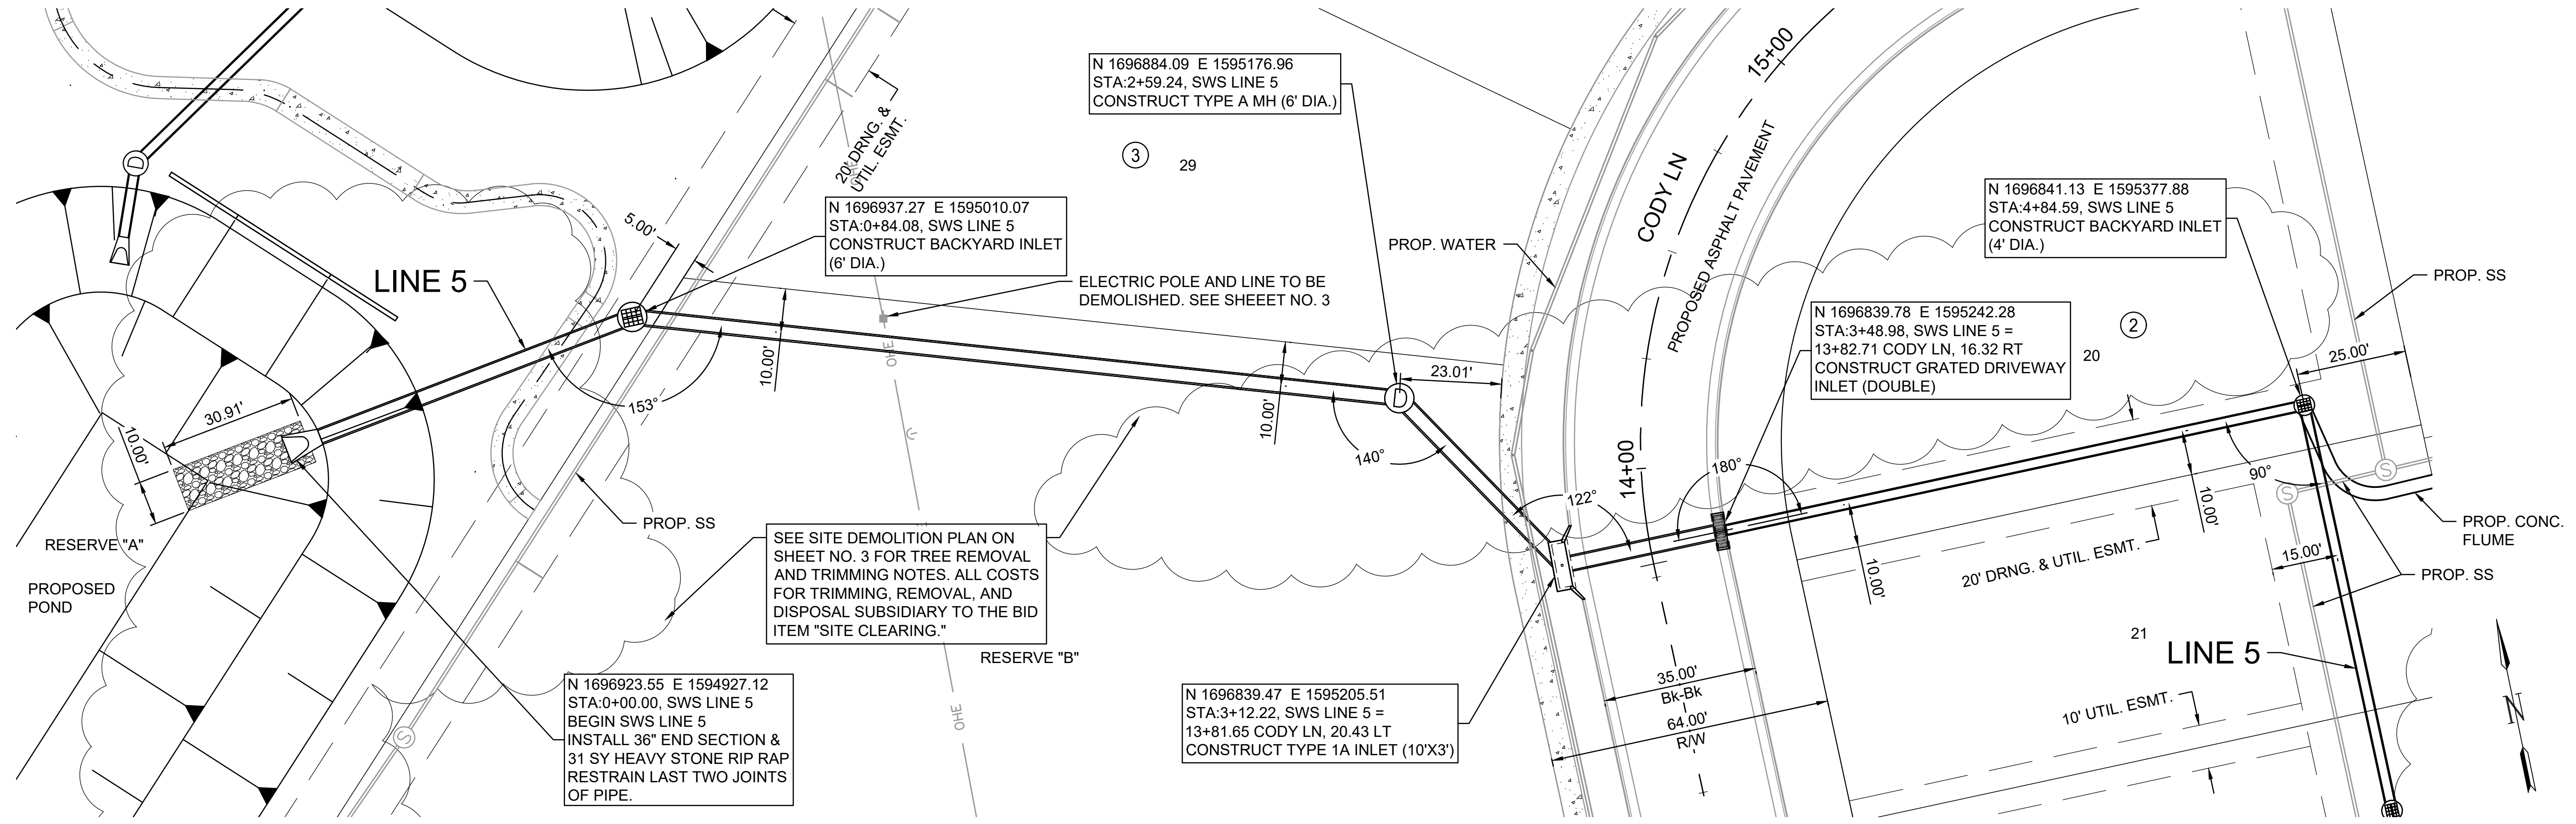 N 1696884.09  E 1595176.96
STA:2+59.24, SWS LINE 5
CONSTRUCT TYPE A MH (6' DIA.)
15+00
20' DRNG. &
UTIL. ESMT.
3
29
CODY LN
PROPOSED ASPHALT PAVEMENT
N 1696841.13  E 1595377.88
STA:4+84.59, SWS LINE 5
CONSTRUCT BACKYARD INLET
(4' DIA.)
N 1696937.27  E 1595010.07
STA:0+84.08, SWS LINE 5
CONSTRUCT BACKYARD INLET
(6' DIA.)
5.00'
PROP. WATER
LINE 5
ELECTRIC POLE AND LINE TO BE
DEMOLISHED. SEE SHEEET NO. 3
PROP. SS
N 1696839.78  E 1595242.28
STA:3+48.98, SWS LINE 5 =
13+82.71 CODY LN, 16.32 RT
CONSTRUCT GRATED DRIVEWAY
INLET (DOUBLE)
2
20
25.00'
OHE
10.00'
10.00'
23.01'
D
D
153°
140°
30.91'
10.00'
14+00
180°
122°
90°
10.00'
10.00'
15.00'
S
S
PROP. CONC.
FLUME
PROP. SS
PROP. SS
RESERVE "A"
PROPOSED
POND
SEE SITE DEMOLITION PLAN ON
SHEET NO. 3 FOR TREE REMOVAL
AND TRIMMING NOTES. ALL COSTS
FOR TRIMMING, REMOVAL, AND
DISPOSAL SUBSIDIARY TO THE BID
ITEM "SITE CLEARING."
RESERVE "B"
20' DRNG. & UTIL. ESMT.
21
LINE 5
N 1696923.55  E 1594927.12
STA:0+00.00, SWS LINE 5
BEGIN SWS LINE 5
INSTALL 36" END SECTION &
31 SY HEAVY STONE RIP RAP
RESTRAIN LAST TWO JOINTS
OF PIPE.
S
OHE
N 1696839.47  E 1595205.51
STA:3+12.22, SWS LINE 5 =
13+81.65 CODY LN, 20.43 LT
CONSTRUCT TYPE 1A INLET (10'X3')
35.00'
Bk-Bk
64.00'
R/W
10' UTIL. ESMT.
N